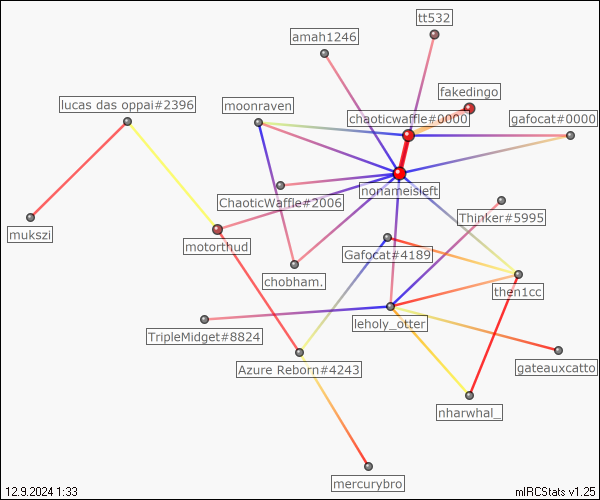 tt532
amah1246
fakedingo
lucas das oppai#2396
moonraven
chaoticwaffle#0000
gafocat#0000
nonameisleft
ChaoticWaffle#2006
Thinker#5995
mukszi
motorthud
Gafocat#4189
chobham.
then1cc
leholy_otter
TripleMidget#8824
Azure Reborn#4243
gateauxcatto
nharwhal_
mercurybro
12.9.2024 1:33
mIRCStats v1.25